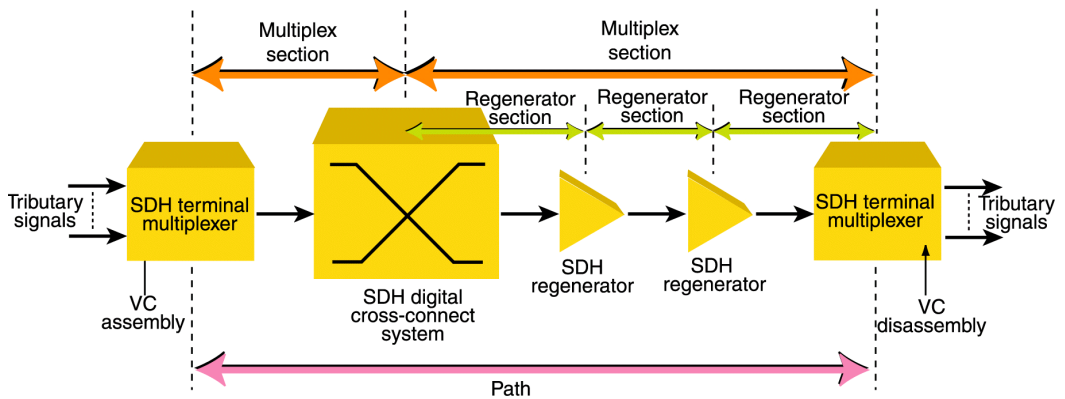 Multiplex
section
Multiplex
section
Regenerator
section
Regenerator
section
Regenerator
section
Tributary
signals
SDH terminal
multiplexer
SDH terminal
multiplexer
Tributary
signals
SDH
regenerator
SDH
regenerator
VC
assembly
SDH digital
cross-connect
system
VC
disassembly
Path